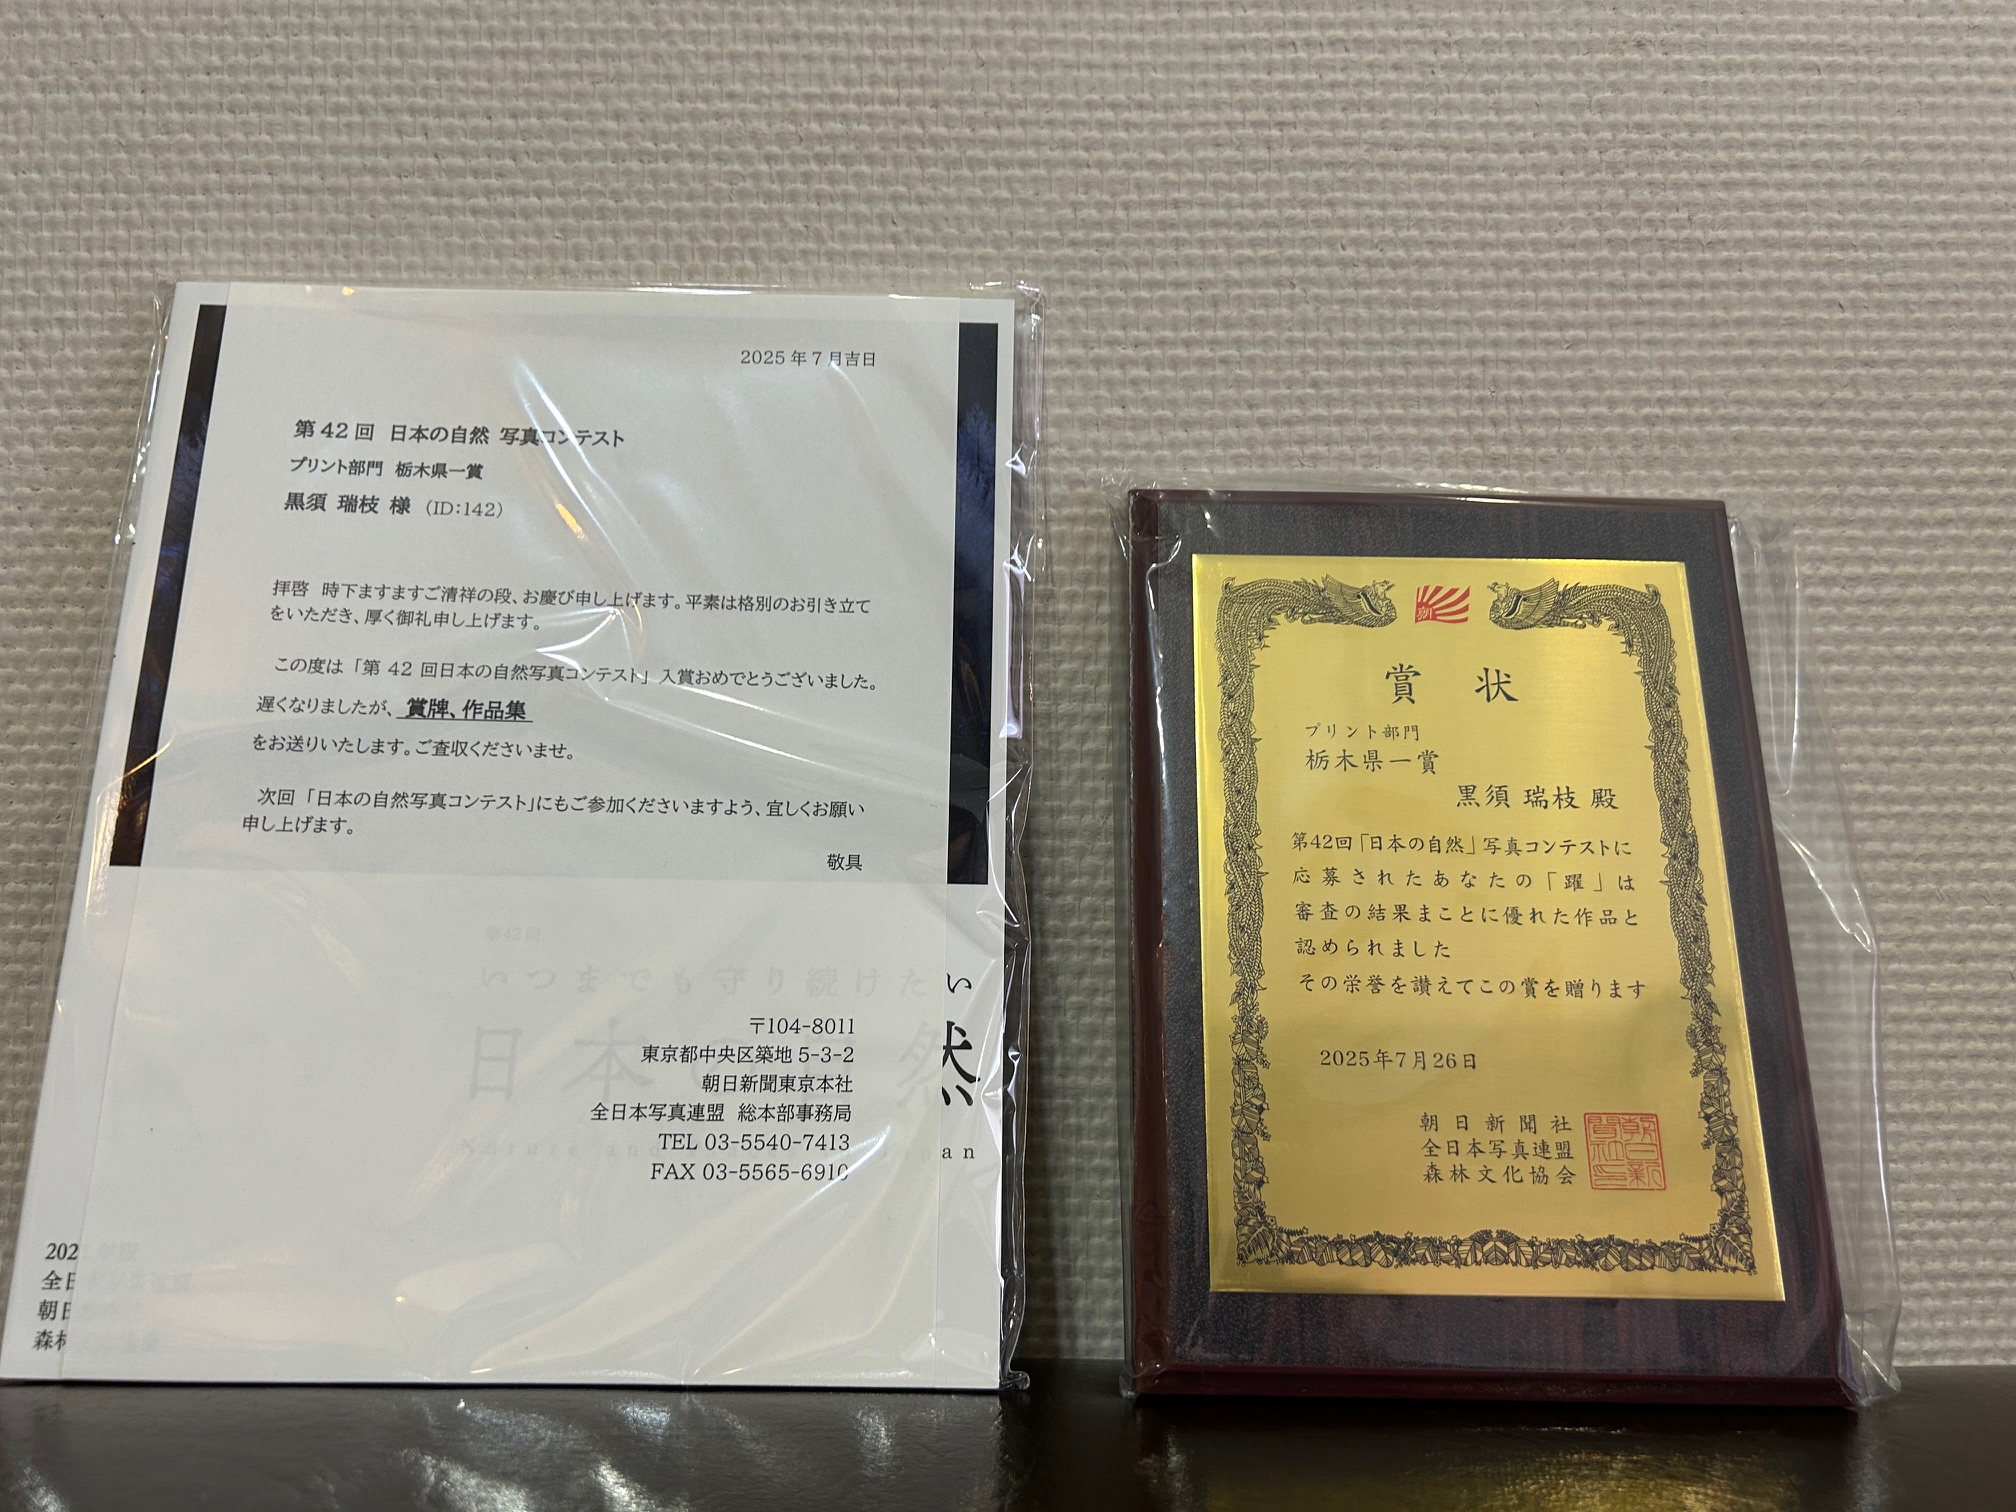 2025年7月吉日
第42回 日本の自然 写真コンテスト
プリント部門 栃木県一賞
黒須 瑞枝 様 (ID:142)
拝啓 時下ますますご清祥の段、お慶び申し上げます。平素は格別のお引き立て
をいただき、厚く御礼申し上げます。
この度は「第 42 回日本の自然写真コンテスト」入賞おめでとうございました。
遅くなりましたが、賞牌、作品集
をお送りいたします。ご査収くださいませ。
次回「日本の自然写真コンテスト」にもご参加くださいますよう、宜しくお願い
申し上げます。
敬具
第42回
いつまでも守り続けたい
日本の自然
〒104-8011
東京都中央区築地 5-3-2
朝日新聞東京本社
全日本写真連盟 総本部事務局
TEL 03-5540-7413
FAX 03-5565-6910
賞状
プリント部門
栃木県一賞
黒須 瑞枝 殿
第42回「日本の自然」写真コンテストに
応募されたあなたの「躍」は
審査の結果まことに優れた作品と
認められました
その栄誉を讃えてこの賞を贈ります
2025年7月26日
朝日新聞社
全日本写真連盟
森林文化協会